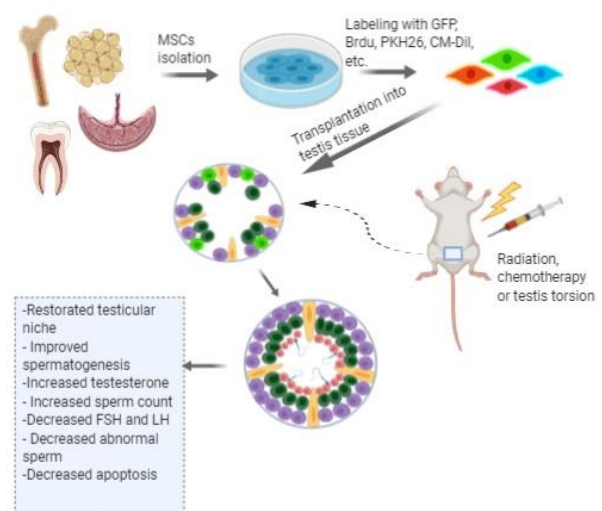 MSCs
isolation
Labeling with GFP,
Brdu, PKH26, CM-Dil,
etc.
Transplantation into
testis tissue
Radiation,
chemotherapy
or testis torsion
-Restorated testicular
niche
- Improved
spermatogenesis
-Increased testesterone
- Increased sperm count
-Decreased FSH and LH
- Decreased abnormal
sperm
-Decreased apoptosis